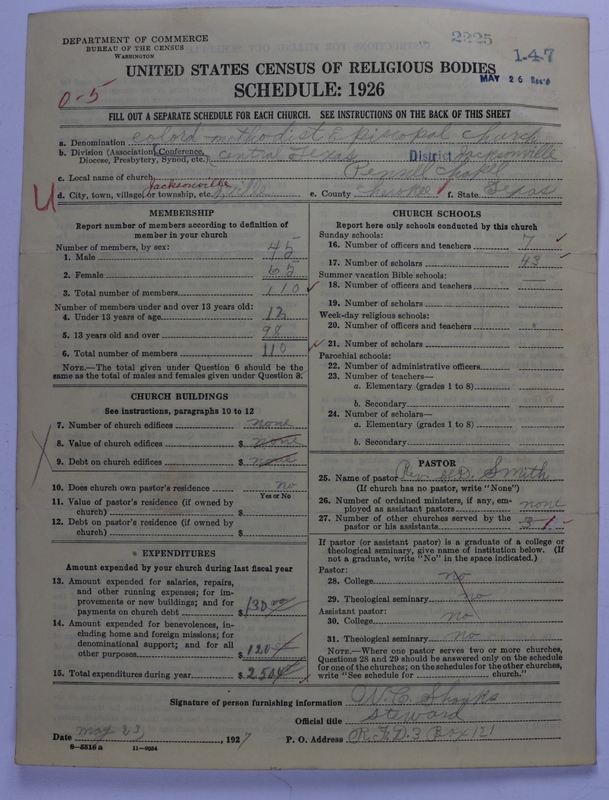 DEPARTMENT OF COMMERCE
BUREAU OF THE CENSUS
WASHINGTON
2225
147
MAY 26
UNITED STATES CENSUS OF RELIGIOUS BODIES
SCHEDULE: 1926
0-5
FILL OUT A SEPARATE SCHEDULE FOR EACH CHURCH. SEE INSTRUCTIONS ON THE BACK OF THIS SHEET
a. Denomination Colord Methodist Episcopal Church
b. Division (Association, Conference, Diocese, Presbytery, Synod, etc.) Central Texas District Jacksonville
c. Local name of church Pennel Chapel
d. City, town, village, or township, etc. Jacksonville e. County Cherokee f. State Texas
MEMBERSHIP
Report number of members according to definition of
member in your church
Number of members, by sex:
1. Male 45
2. Female 65
3. Total number of members 110
Number of members under and over 13 years old:
4. Under 13 years of age 12
5. 13 years old and over 98
6. Total number of members 110
NOTE.—The total given under Question 6 should be
same as the total of males and females given under Question 3.
CHURCH BUILDINGS
See instructions, paragraphs 10 to 12
7. Number of church edifices none
8. Value of church edifices $ none
9. Debt on church edifices $ none
10. Does church own pastor's residence no
Yes or No
11. Value of pastor's residence (if owned by
church) $
12. Debt on pastor's residence (if owned by
church) $
EXPENDITURES
Amount expended by your church during last fiscal year
13. Amount expended for salaries, repairs,
and other running expenses; for im-
provements or new buildings; and for
payments on church debt $ 130 00
14. Amount expended for benevolences, in-
cluding home and foreign missions; for
denominational support; and for all
other purposes $ 120
15. Total expenditures during year $ 250
CHURCH SCHOOLS
Report here only schools conducted by this church
Sunday schools:
16. Number of officers and teachers 7
17. Number of scholars 43
Summer vacation Bible schools:
18. Number of officers and teachers
19. Number of scholars
Week-day religious schools:
20. Number of officers and teachers
21. Number of scholars
Parochial schools:
22. Number of administrative officers
23. Number of teachers—
a. Elementary (grades 1 to 8)
b. Secondary
24. Number of scholars—
a. Elementary (grades 1 to 8)
b. Secondary
PASTOR
25. Name of pastor Rev Smith
(If church has no pastor, write "None")
26. Number of ordained ministers, if any, em-
ployed as assistant pastors none
27. Number of other churches served by the
pastor or his assistants 3 1
If pastor (or assistant pastor) is a graduate of a college or
theological seminary, give name of institution below. (If
not a graduate, write "No" in the space indicated.)
Pastor:
28. College no
29. Theological seminary no
Assistant pastor:
30. College no
31. Theological seminary no
NOTE.—Where one pastor serves two or more churches,
Questions 28 and 29 should be answered only on the schedule
for one of the churches; on the schedules for the other churches,
write "See schedule for ........ church."
Signature of person furnishing information W.C. Shanks
Official title Steward
Date May 23, 1927 P. O. Address R.F.D.3 Box 121
8—5516 a 11—9034